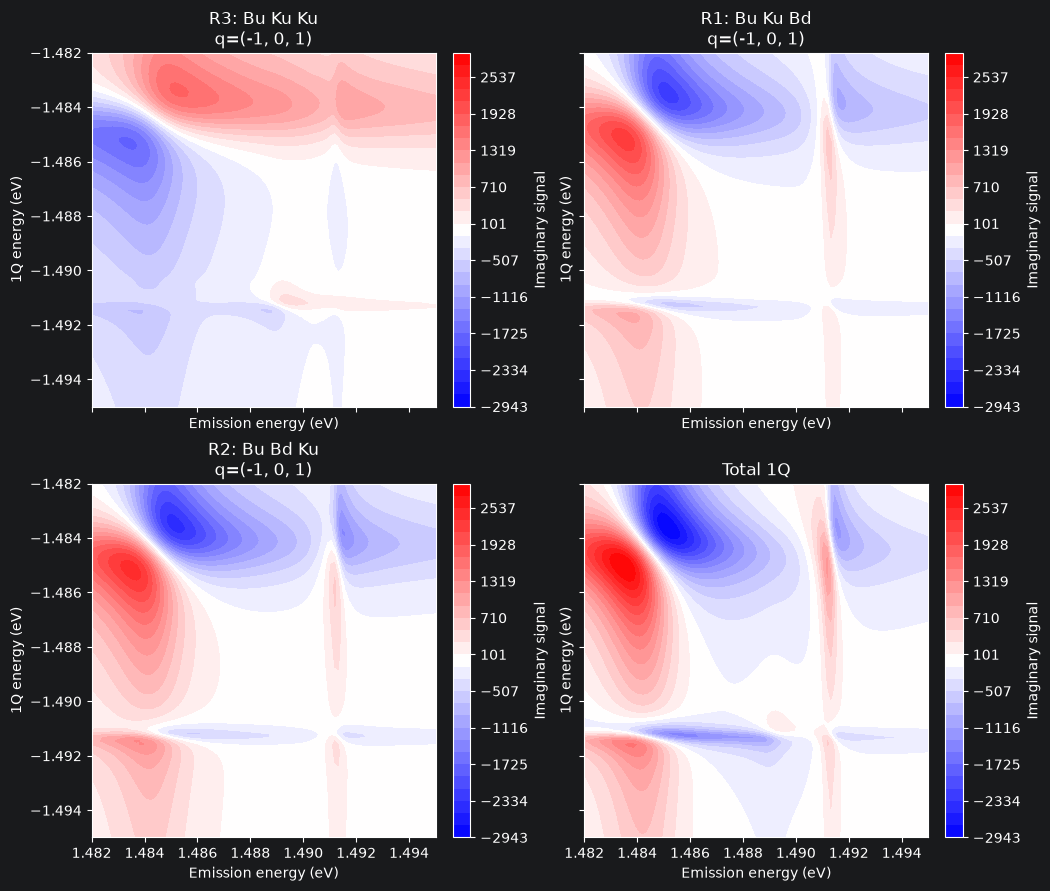 R3: Bu Ku Ku
q=(-1, 0, 1)
−1.482
−1.484
−1.486
−1.488
−1.490
−1.492
−1.494
1Q energy (eV)
Emission energy (eV)
2537
1928
1319
710
101
−507
−1116
−1725
−2334
−2943
Imaginary signal
R1: Bu Ku Bd
q=(-1, 0, 1)
1Q energy (eV)
Emission energy (eV)
2537
1928
1319
710
101
−507
−1116
−1725
−2334
−2943
Imaginary signal
R2: Bu Bd Ku
q=(-1, 0, 1)
−1.482
−1.484
−1.486
−1.488
−1.490
−1.492
−1.494
1Q energy (eV)
1.482 1.484 1.486 1.488 1.490 1.492 1.494
Emission energy (eV)
2537
1928
1319
710
101
−507
−1116
−1725
−2334
−2943
Imaginary signal
Total 1Q
1Q energy (eV)
1.482 1.484 1.486 1.488 1.490 1.492 1.494
Emission energy (eV)
2537
1928
1319
710
101
−507
−1116
−1725
−2334
−2943
Imaginary signal